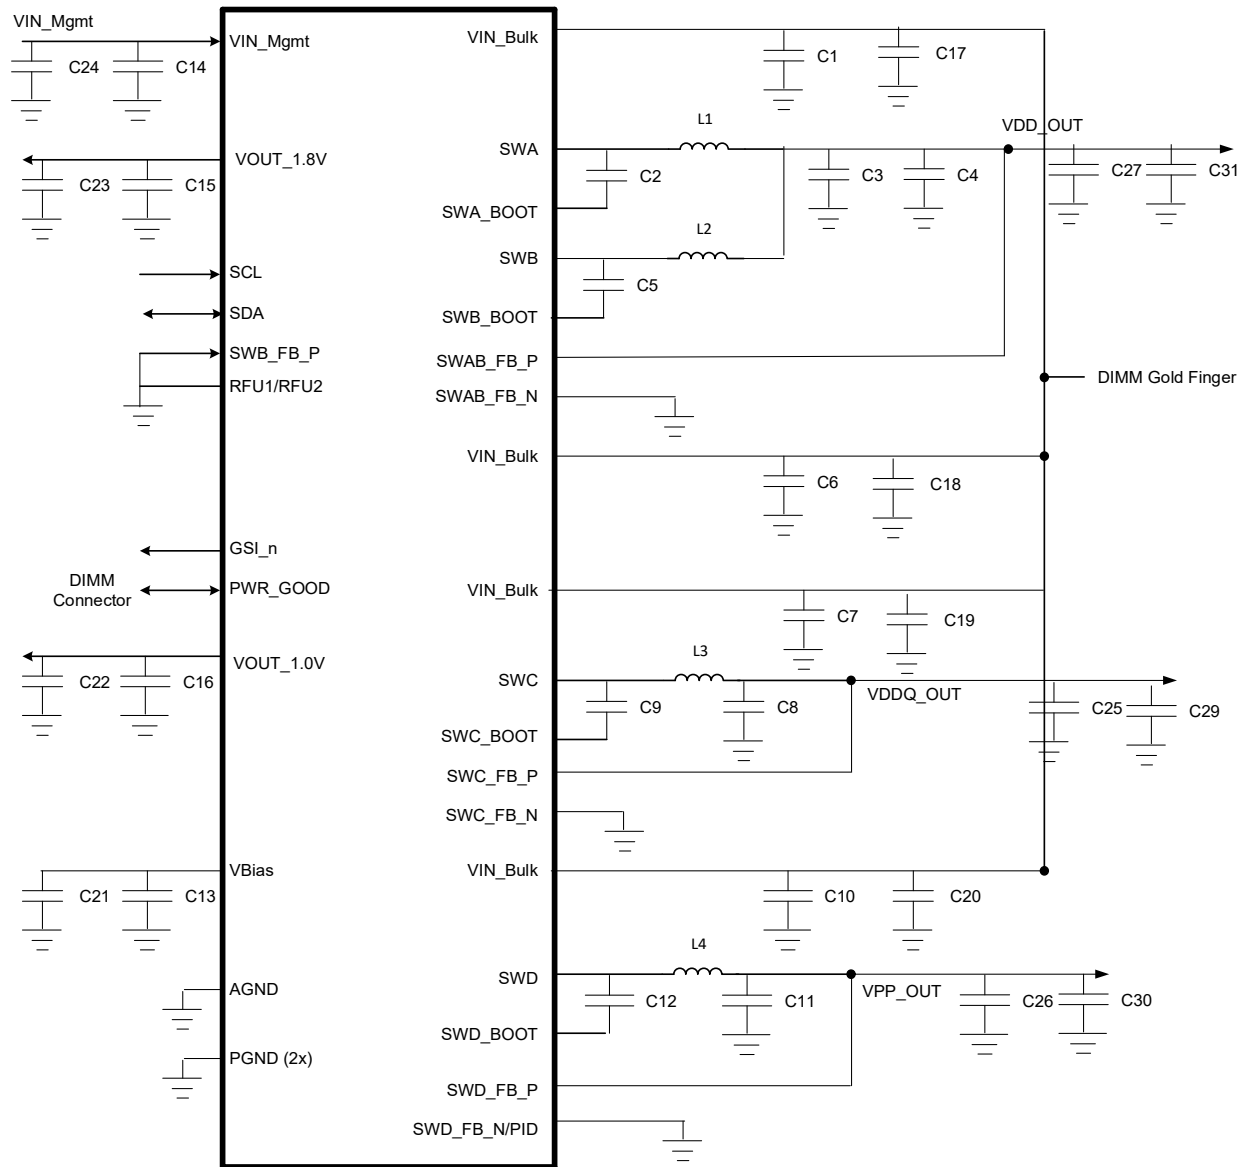 VIN_Mgmt
VIN_Mgmt
VIN_Bulk
C24
C14
C1
C17
L1
VDD_OUT
VOUT_1.8V
SWA
C23
C15
C2
C3
C4
C27
C31
SWA_BOOT
L2
SWB
SCL
C5
SDA
SWB_BOOT
SWB_FB_P
SWAB_FB_P
RFU1/RFU2
SWAB_FB_N
DIMM Gold Finger
VIN_Bulk
C6
C18
GSI_n
DIMM
Connector
PWR_GOOD
VIN_Bulk
C7
C19
VOUT_1.0V
L3
C22
C16
SWC
VDDQ_OUT
C9
C8
C25
C29
SWC_BOOT
SWC_FB_P
SWC_FB_N
VBias
VIN_Bulk
C21
C13
C10
C20
L4
AGND
SWD
VPP_OUT
C12
C11
C26
C30
SWD_BOOT
PGND (2x)
SWD_FB_P
SWD_FB_N/PID